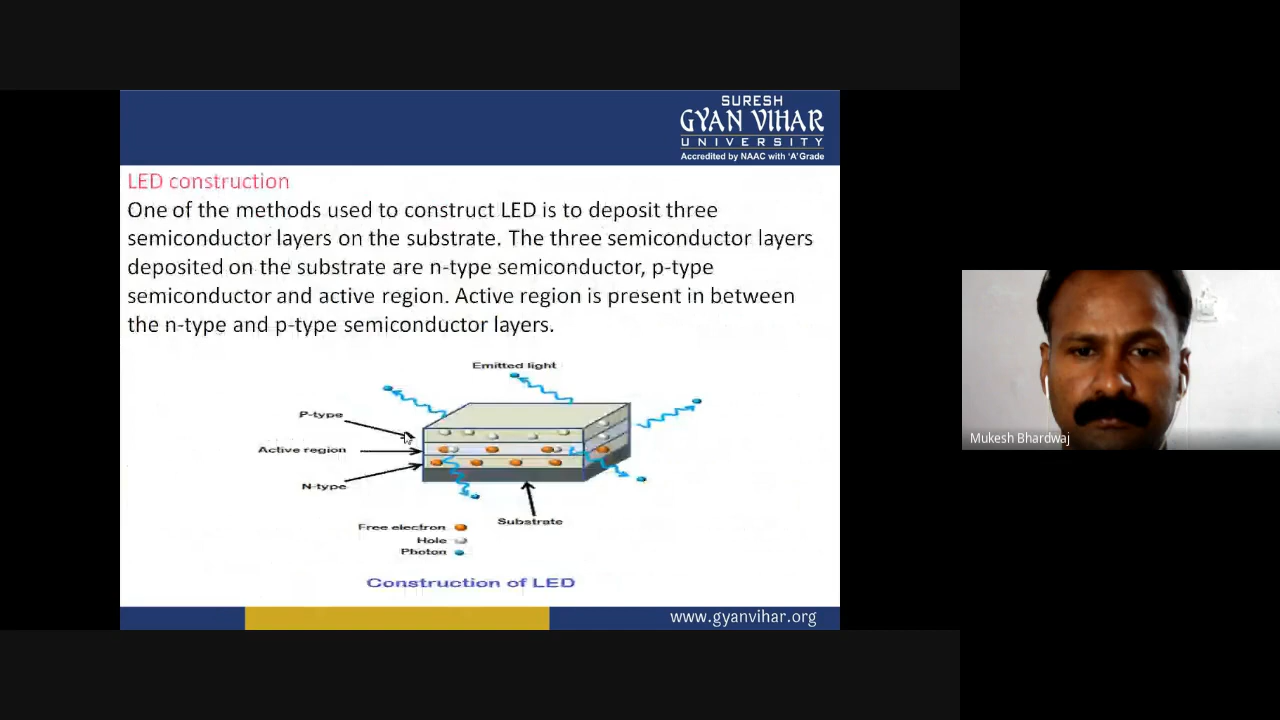 SURESH
GYAN VIHAR
UNIVERSITY
Accredited by NAAC with 'A' Grade
LED construction
One of the methods used to construct LED is to deposit three
semiconductor layers on the substrate. The three semiconductor layers
deposited on the substrate are n-type semiconductor, p-type
semiconductor and active region. Active region is present in between
the n-type and p-type semiconductor layers.
Emitted light
P-type
Active region
N-type
Substrate
Free electron
Hole
Photon
Construction of LED
www.gyanvihar.org
Mukesh Bhardwaj